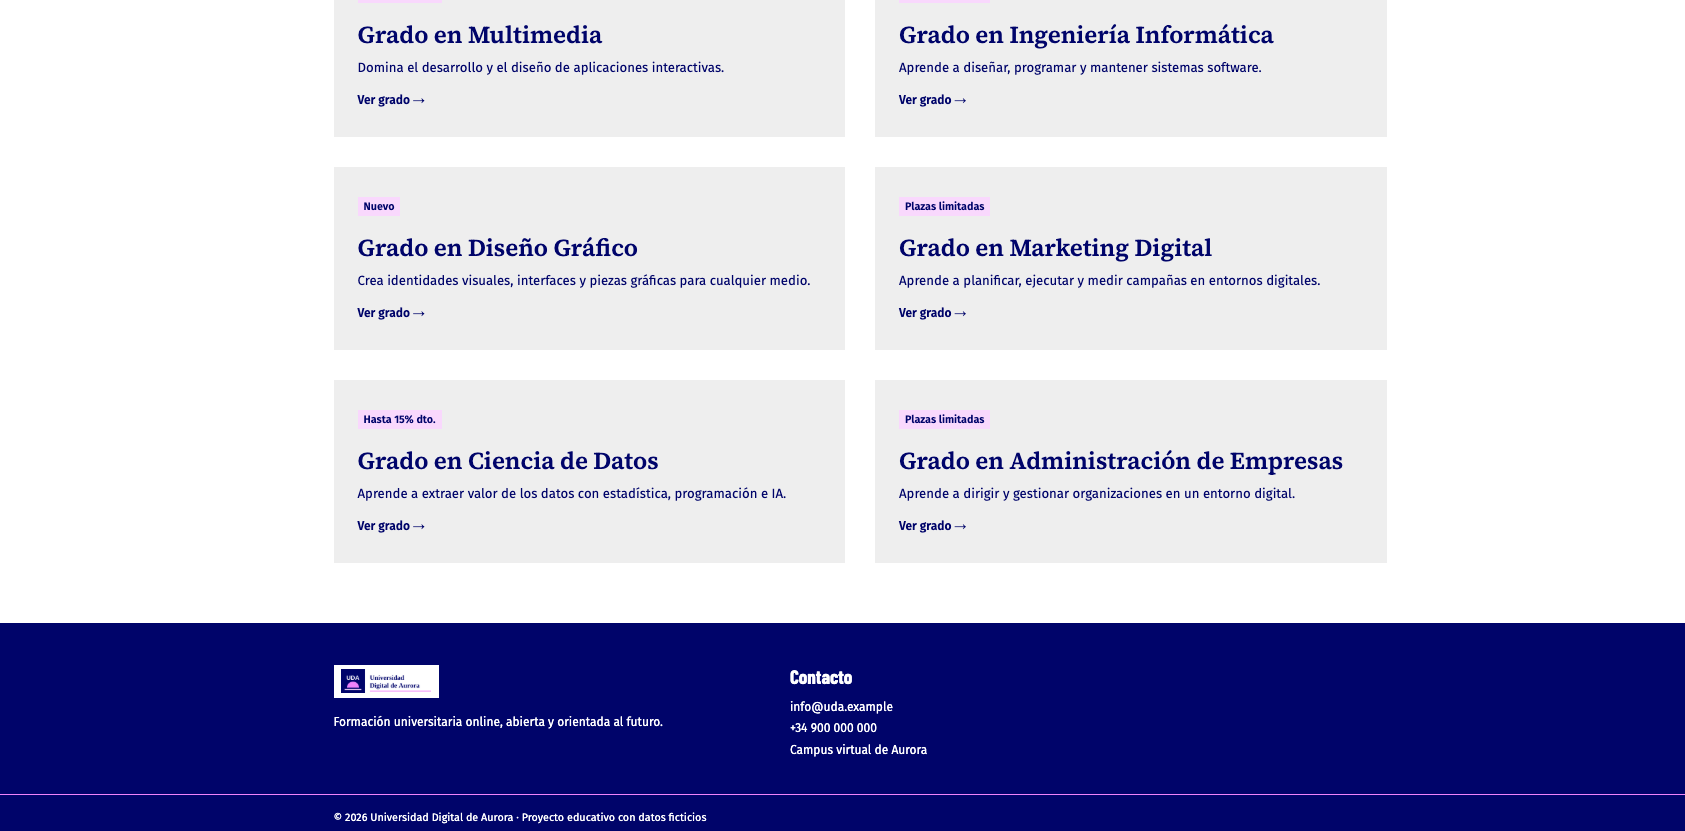 Grado en Multimedia
Domina el desarrollo y el diseño de aplicaciones interactivas.
Ver grado →
Grado en Ingeniería Informática
Aprende a diseñar, programar y mantener sistemas software.
Ver grado →
Nuevo
Grado en Diseño Gráfico
Crea identidades visuales, interfaces y piezas gráficas para cualquier medio.
Ver grado →
Plazas limitadas
Grado en Marketing Digital
Aprende a planificar, ejecutar y medir campañas en entornos digitales.
Ver grado →
Hasta 15% dto.
Grado en Ciencia de Datos
Aprende a extraer valor de los datos con estadística, programación e IA.
Ver grado →
Plazas limitadas
Grado en Administración de Empresas
Aprende a dirigir y gestionar organizaciones en un entorno digital.
Ver grado →
UDA
Universidad
Digital de Aurora
Formación universitaria online, abierta y orientada al futuro.
Contacto
info@uda.example
+34 900 000 000
Campus virtual de Aurora
© 2026 Universidad Digital de Aurora · Proyecto educativo con datos ficticios